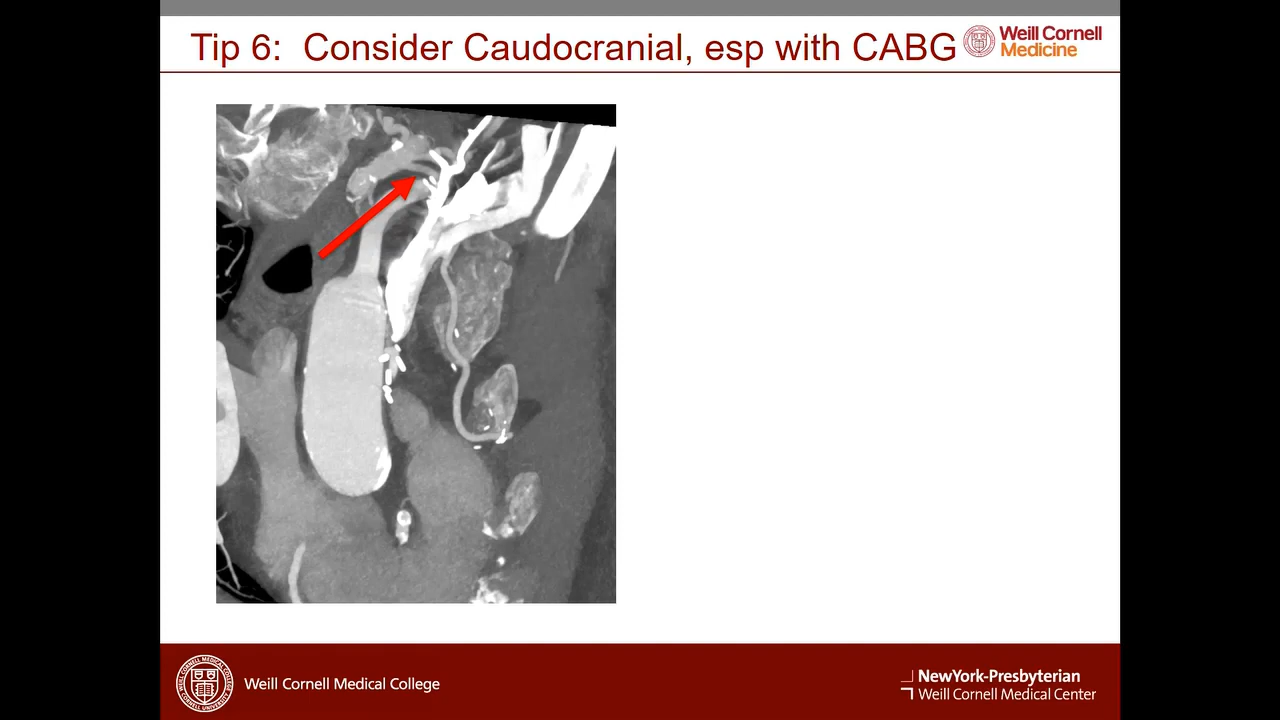 Tip 6: Consider Caudocranial, esp with CABG
Weill Cornell
Medicine
Weill Cornell Medical College
NewYork-Presbyterian
Weill Cornell Medical Center